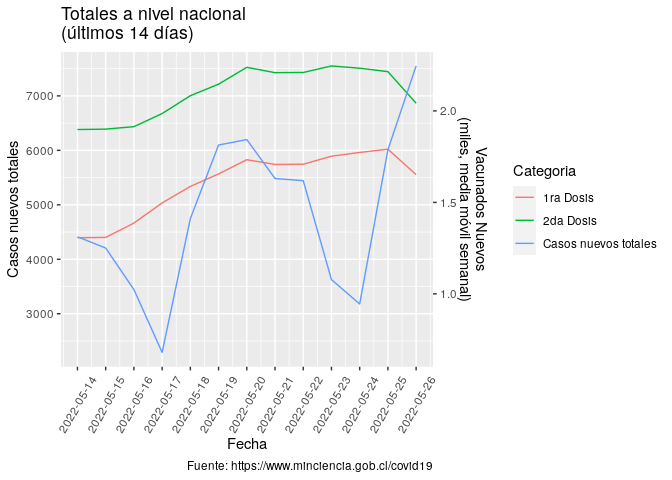 Totales a nivel nacional
(últimos 14 días)
Casos nuevos totales
7000
6000
5000
4000
3000
2.0
1.5
1.0
Vacunados Nuevos
(miles, media móvil semanal)
2022-05-14
2022-05-15
2022-05-16
2022-05-17
2022-05-18
2022-05-19
2022-05-20
2022-05-21
2022-05-22
2022-05-23
2022-05-24
2022-05-25
2022-05-26
Fecha
Categoria
1ra Dosis
2da Dosis
Casos nuevos totales
Fuente: https://www.minciencia.gob.cl/covid19